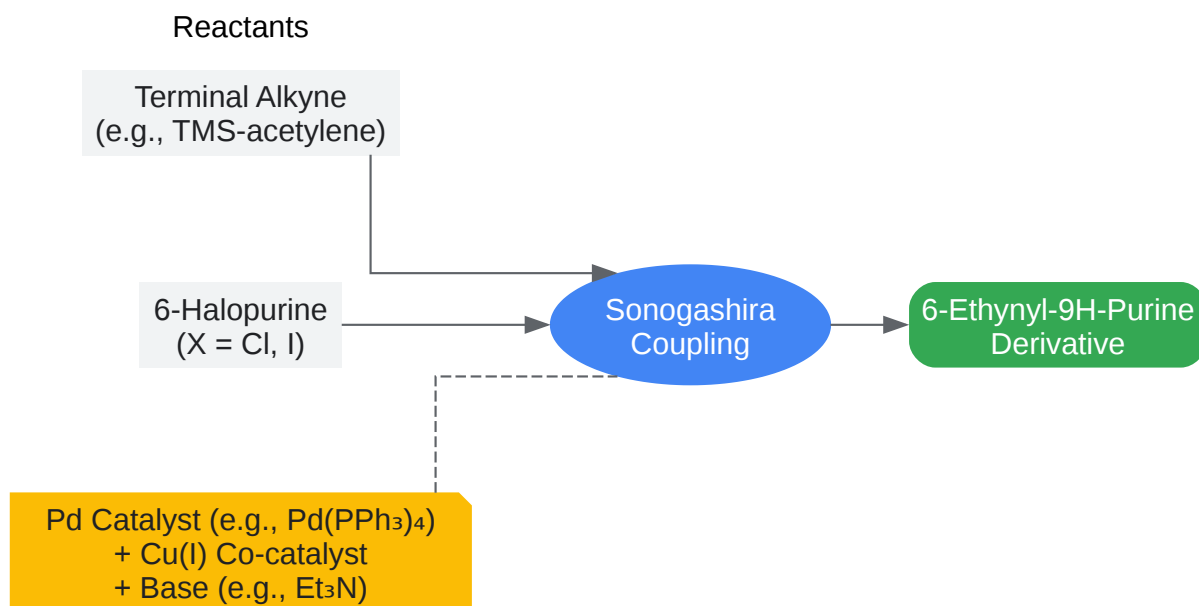 Reactants
Terminal Alkyne
(e.g., TMS-acetylene)
6-Halopurine
(X = Cl, I)
Sonogashira
Coupling
6-Ethynyl-9H-Purine
Derivative
Pd Catalyst (e.g., Pd(PPh₃)₄)
+ Cu(I) Co-catalyst
+ Base (e.g., Et₃N)